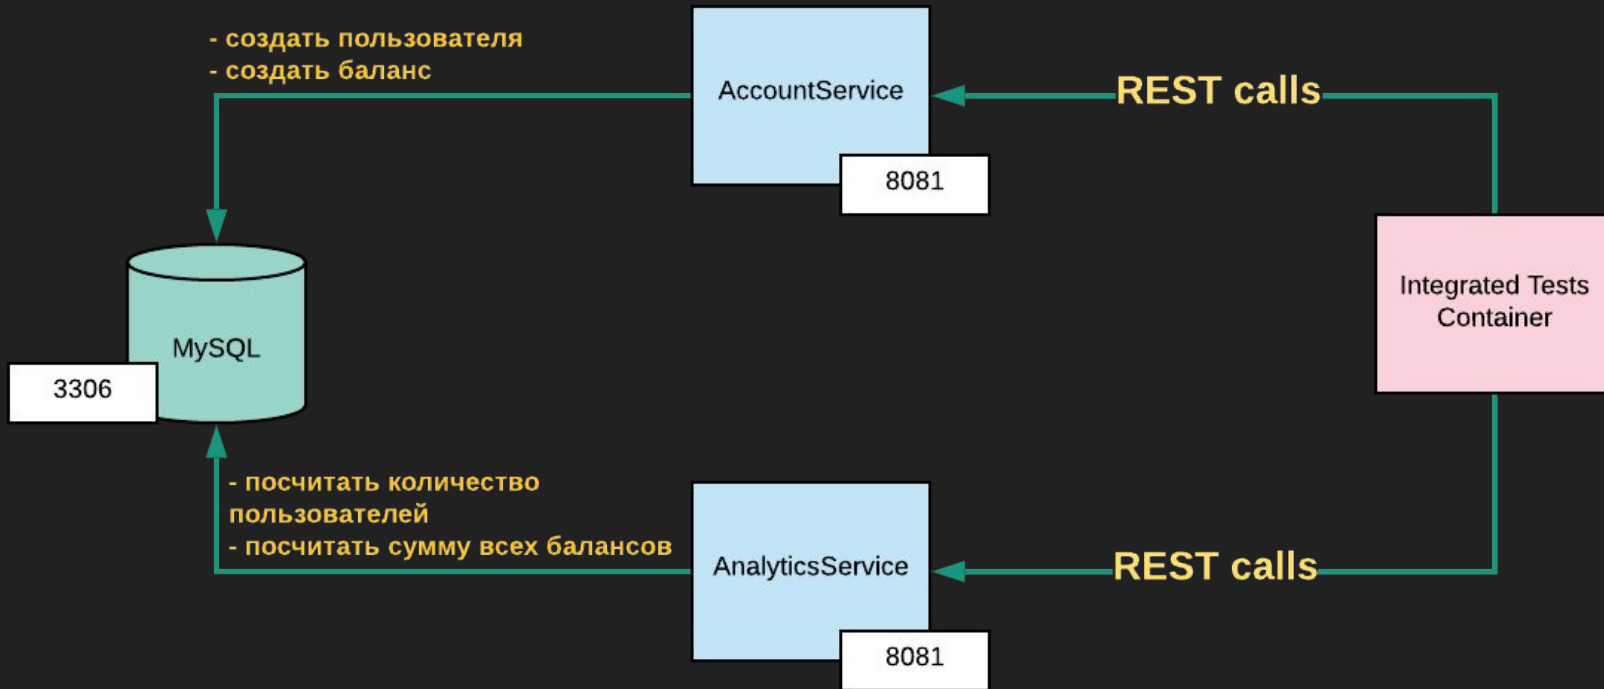 - создать пользователя
- создать баланс
AccountService
REST calls
8081
Integrated Tests
Container
MySQL
3306
- посчитать количество
пользователей
- посчитать сумму всех балансов
AnalyticsService
REST calls
8081